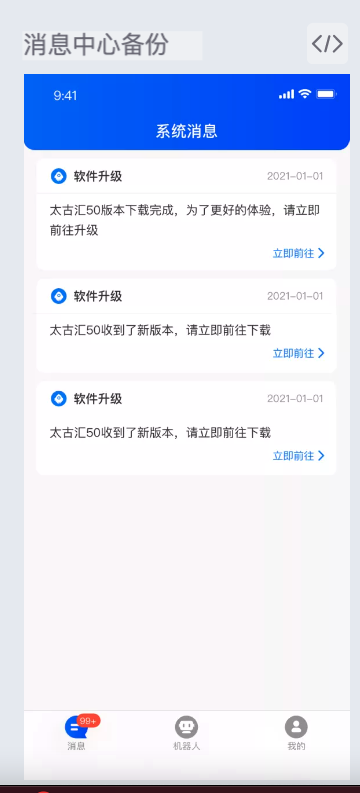 消息中心备份
9:41
系统消息
软件升级 2021-01-01
太古汇50版本下载完成，为了更好的体验，请立即
前往升级
立即前往
软件升级 2021-01-01
太古汇50收到了新版本，请立即前往下载
立即前往
软件升级 2021-01-01
太古汇50收到了新版本，请立即前往下载
立即前往
99+
消息 机器人 我的